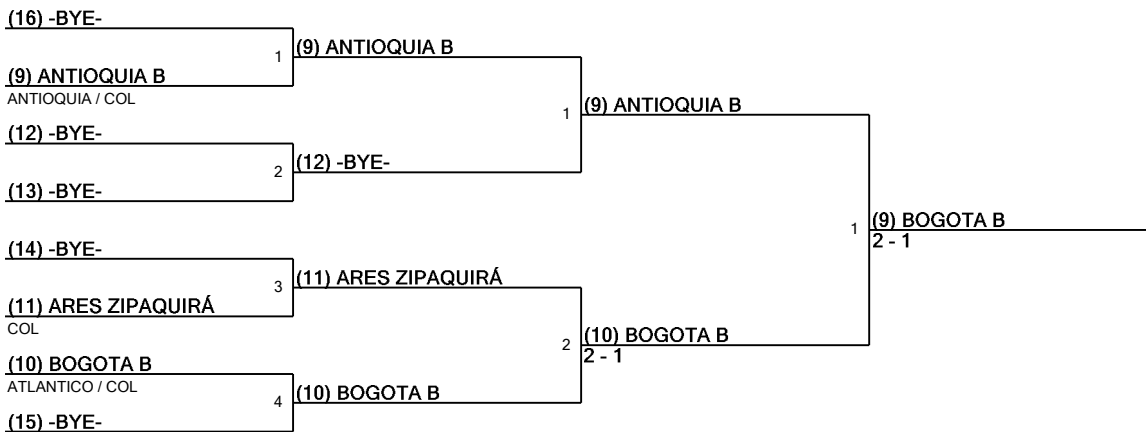 (16) -BYE-
1
(9) ANTIOQUIA B
(9) ANTIOQUIA B
ANTIOQUIA / COL
1
(9) ANTIOQUIA B
(12) -BYE-
2
(12) -BYE-
(13) -BYE-
1
(9) BOGOTA B
2 - 1
(14) -BYE-
3
(11) ARES ZIPAQUIRÁ
(11) ARES ZIPAQUIRÁ
COL
2
(10) BOGOTA B
2 - 1
(10) BOGOTA B
ATLANTICO / COL
4
(10) BOGOTA B
(15) -BYE-